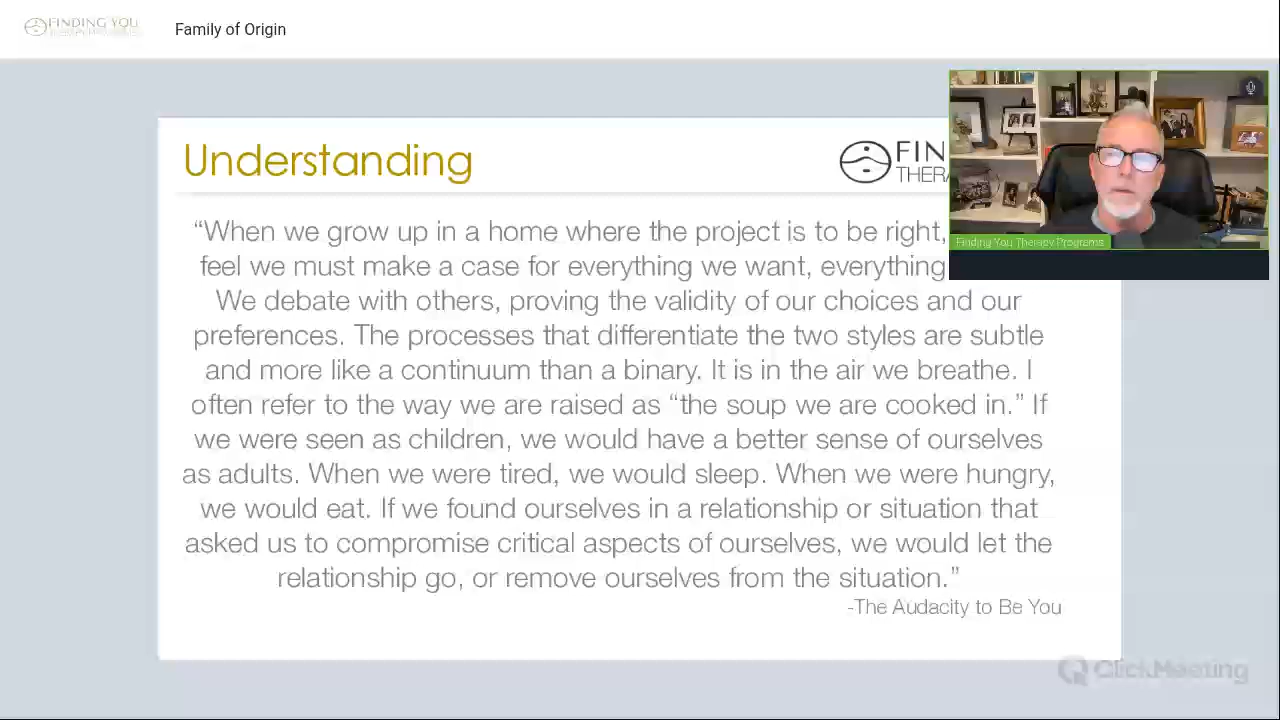 FINDING YOU
Family of Origin
Understanding
FIN
THERA
Finding You Therapy Programs
“When we grow up in a home where the project is to be right,
feel we must make a case for everything we want, everything
We debate with others, proving the validity of our choices and our
preferences. The processes that differentiate the two styles are subtle
and more like a continuum than a binary. It is in the air we breathe. I
often refer to the way we are raised as “the soup we are cooked in.” If
we were seen as children, we would have a better sense of ourselves
as adults. When we were tired, we would sleep. When we were hungry,
we would eat. If we found ourselves in a relationship or situation that
asked us to compromise critical aspects of ourselves, we would let the
relationship go, or remove ourselves from the situation.”
-The Audacity to Be You
ClickMeeting